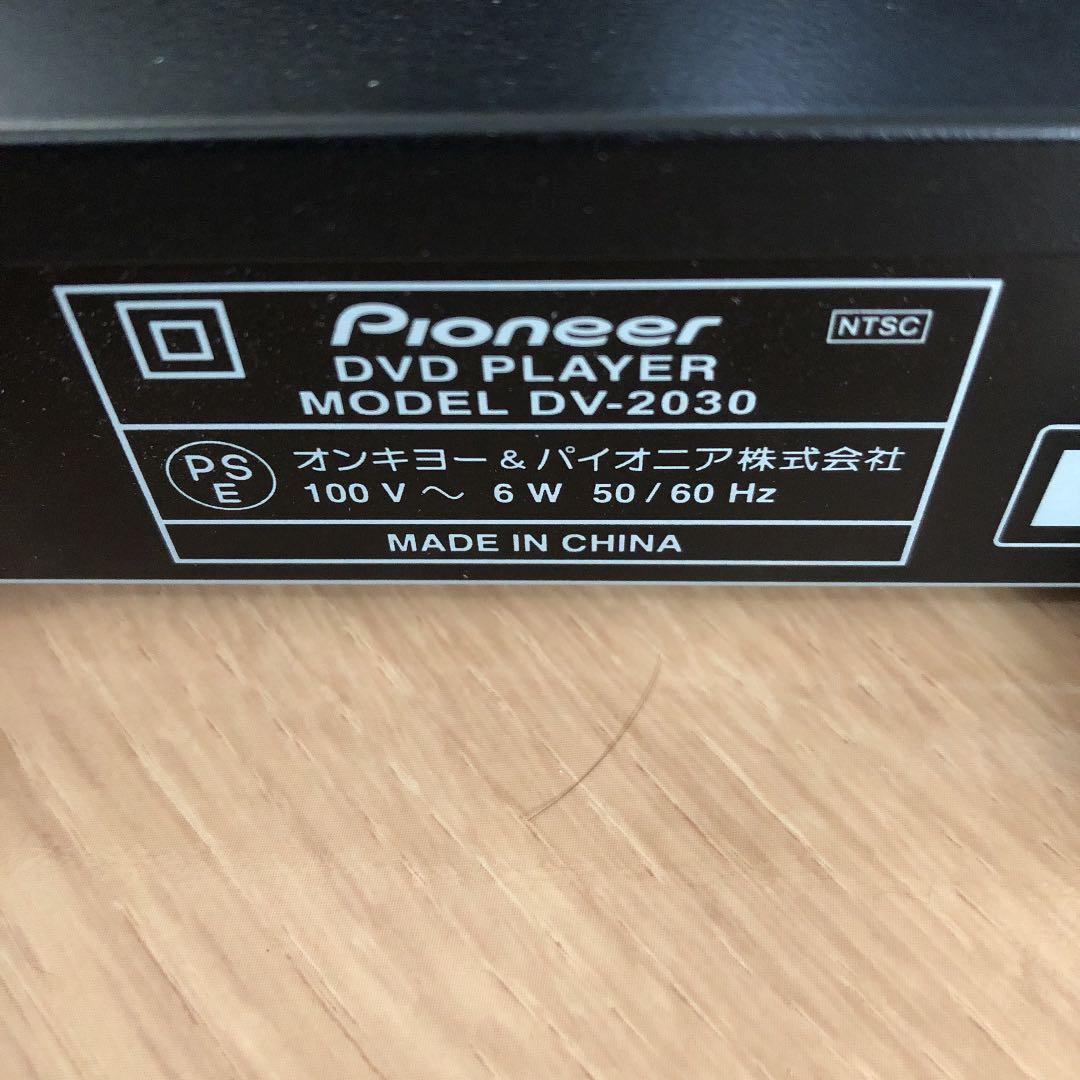 Pioneer
NTSC
DVD PLAYER
MODEL DV-2030
PS
E
オンキヨー & パイオニア株式会社
100 V ～ 6 W 50 / 60 Hz
MADE IN CHINA